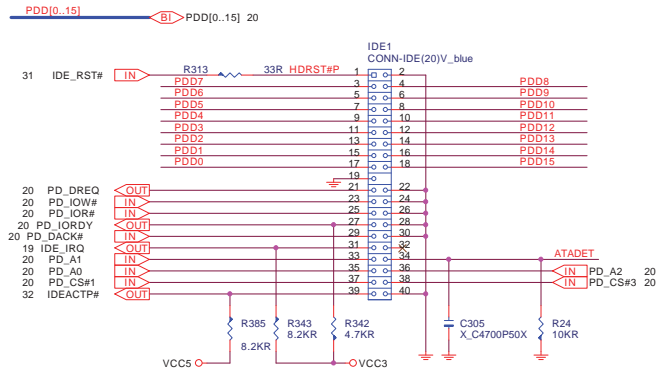 PDD[0..15] BI PDD[0..15] 20
IDE1
CONN-IDE(20)V_blue
31 IDE_RST# IN R313 33R HDRST#P 1 2
PDD7 3 4 PDD8
PDD6 5 6 PDD9
PDD5 7 8 PDD10
PDD4 9 10 PDD11
PDD3 11 12 PDD12
PDD2 13 14 PDD13
PDD1 15 16 PDD14
PDD0 17 18 PDD15
19
20 PD_DREQ OUT 21 22
20 PD_IOW# IN 23 24
20 PD_IOR# IN 25 26
20 PD_IORDY OUT 27 28
20 PD_DACK# IN 29 30
19 IDE_IRQ OUT 31 32
20 PD_A1 IN 33 34 ATADET
20 PD_A0 IN 35 36 IN PD_A2 20
20 PD_CS#1 IN 37 38 IN PD_CS#3 20
32 IDEACTP# OUT 39 40
R385 R343 R342 C305 R24
8.2KR 8.2KR 4.7KR X_C4700P50X 10KR
VCC5 VCC3